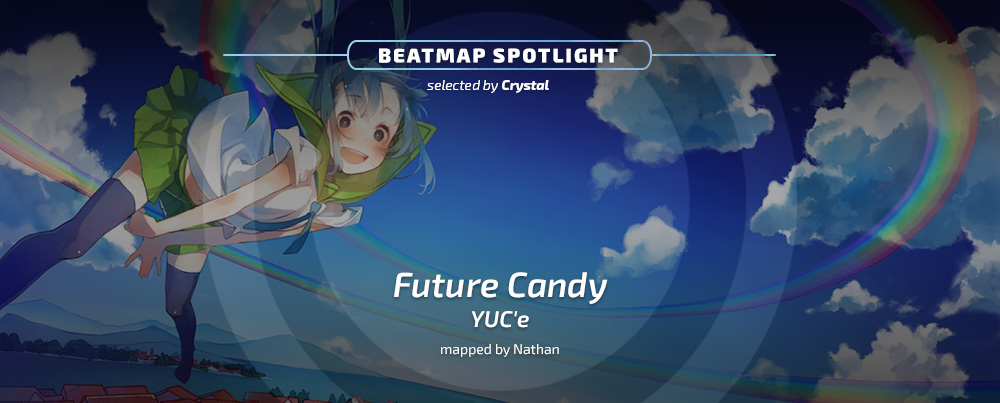 BEATMAP SPOTLIGHT
selected by Crystal
Future Candy
YUC'e
mapped by Nathan